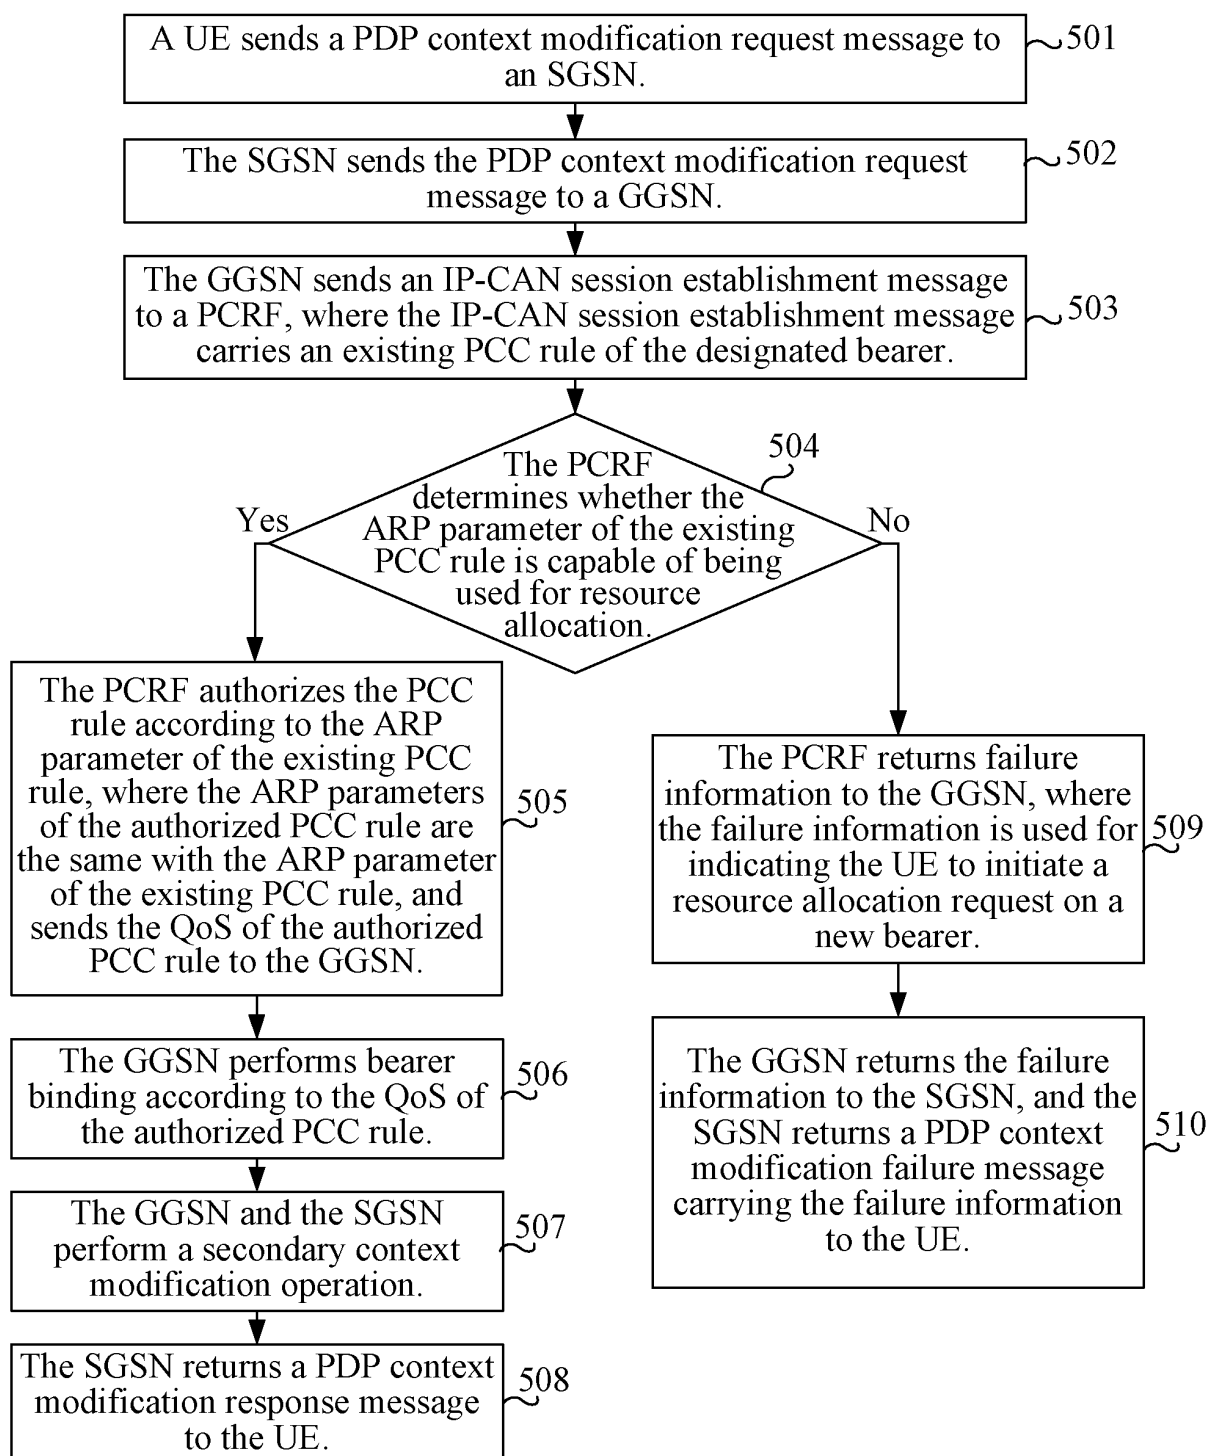 A UE sends a PDP context modification request message to
an SGSN.
501
The SGSN sends the PDP context modification request
message to a GGSN.
502
The GGSN sends an IP-CAN session establishment message
to a PCRF, where the IP-CAN session establishment message
carries an existing PCC rule of the designated bearer.
503
504
The PCRF
determines whether the
ARP parameter of the existing
PCC rule is capable of being
used for resource
allocation.
Yes
No
The PCRF authorizes the PCC
rule according to the ARP
parameter of the existing PCC
rule, where the ARP parameters
of the authorized PCC rule are
the same with the ARP parameter
of the existing PCC rule, and
sends the QoS of the authorized
PCC rule to the GGSN.
505
The GGSN performs bearer
binding according to the QoS of
the authorized PCC rule.
506
The GGSN and the SGSN
perform a secondary context
modification operation.
507
The SGSN returns a PDP context
modification response message
to the UE.
508
The PCRF returns failure
information to the GGSN, where
the failure information is used for
indicating the UE to initiate a
resource allocation request on a
new bearer.
509
The GGSN returns the failure
information to the SGSN, and the
SGSN returns a PDP context
modification failure message
carrying the failure information
to the UE.
510